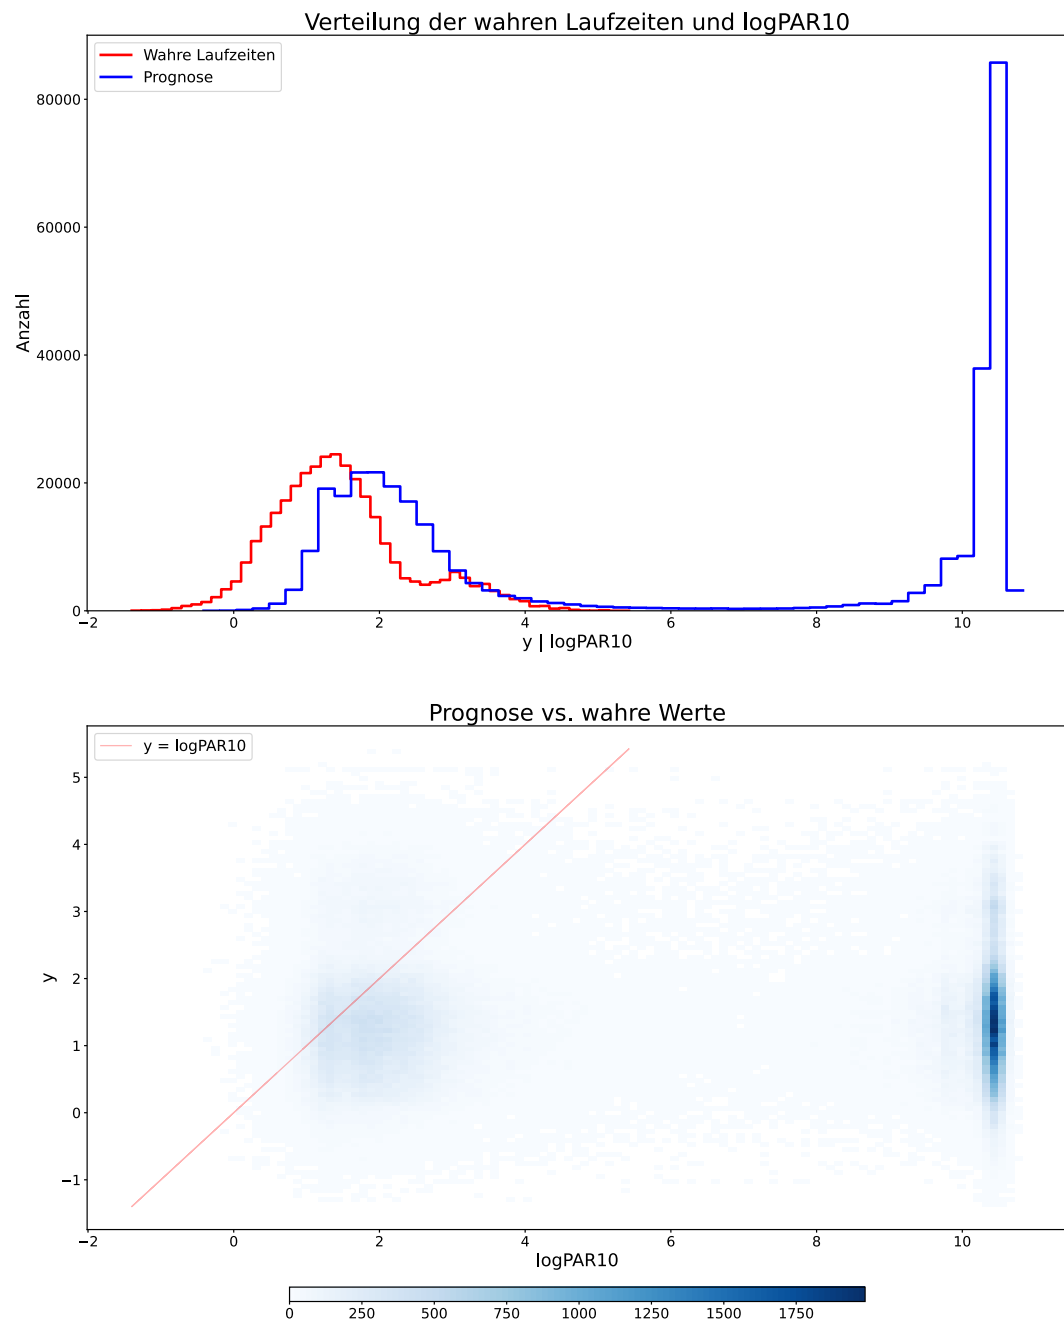 Verteilung der wahren Laufzeiten und logPAR10
Wahre Laufzeiten
Prognose
80000
60000
40000
20000
0
Anzahl
−2 0 2 4 6 8 10
y | logPAR10
Prognose vs. wahre Werte
y = logPAR10
5
4
3
2
1
0
−1
y
−2 0 2 4 6 8 10
logPAR10
0 250 500 750 1000 1250 1500 1750